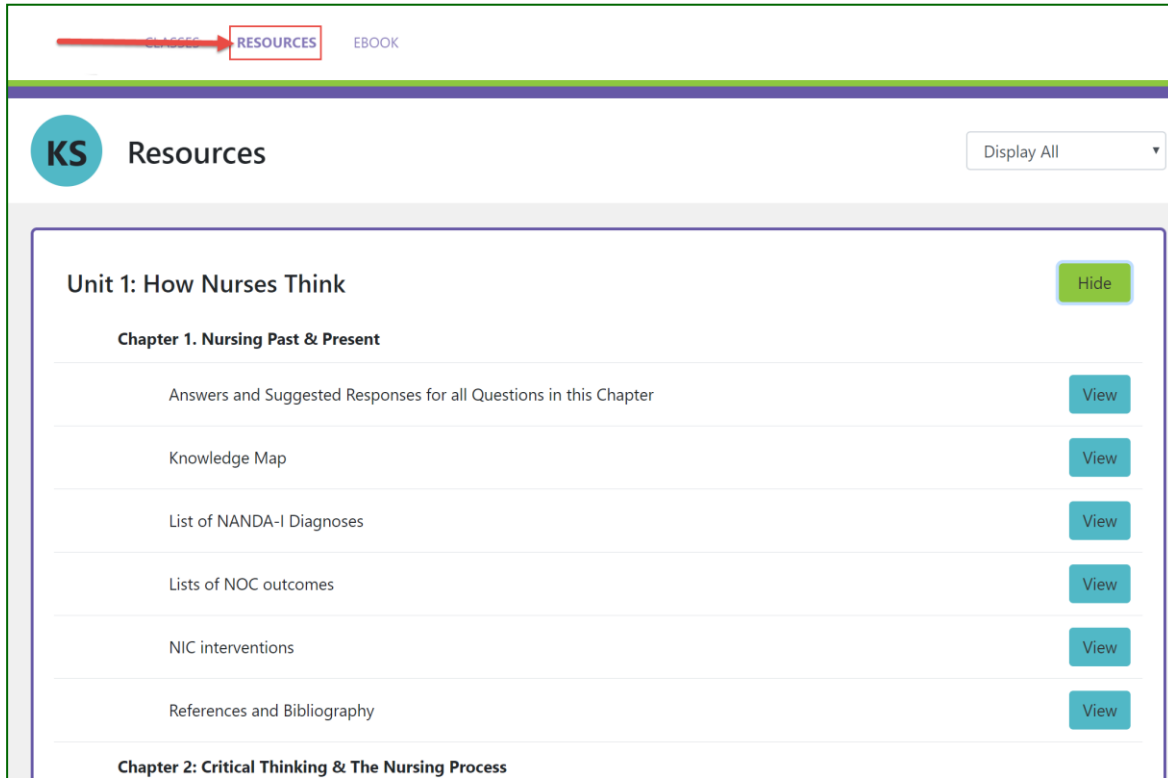 CLASSES RESOURCES EBOOK
KS Resources Display All
Unit 1: How Nurses Think Hide
Chapter 1. Nursing Past & Present
Answers and Suggested Responses for all Questions in this Chapter View
Knowledge Map View
List of NANDA-I Diagnoses View
Lists of NOC outcomes View
NIC interventions View
References and Bibliography View
Chapter 2: Critical Thinking & The Nursing Process